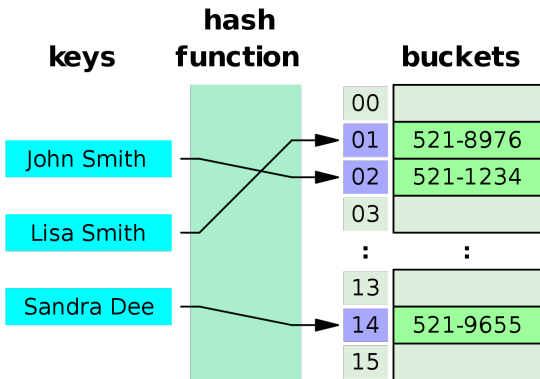 keys
hash
function
buckets
John Smith
Lisa Smith
Sandra Dee
00
01 521-8976
02 521-1234
03
: :
13
14 521-9655
15